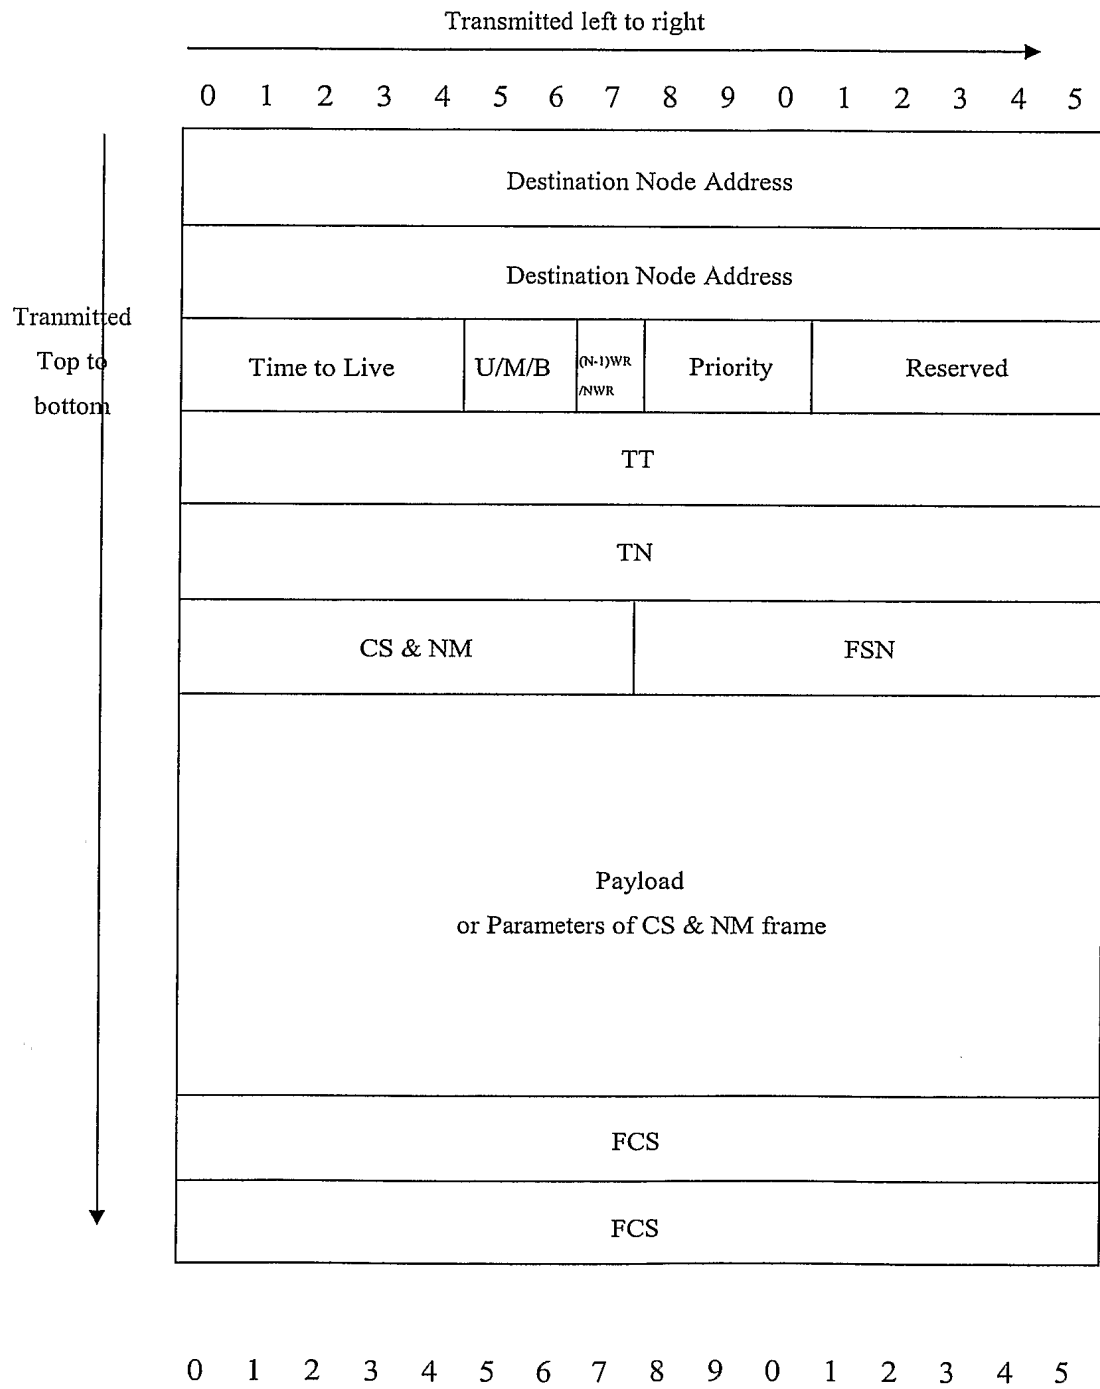 Transmitted left to right
0 1 2 3 4 5 6 7 8 9 0 1 2 3 4 5
Destination Node Address
Destination Node Address
Tranmitted
Top to
bottom
Time to Live
U/M/B
(N-1)WR
/NWR
Priority
Reserved
TT
TN
CS & NM
FSN
Payload
or Parameters of CS & NM frame
FCS
FCS
0 1 2 3 4 5 6 7 8 9 0 1 2 3 4 5